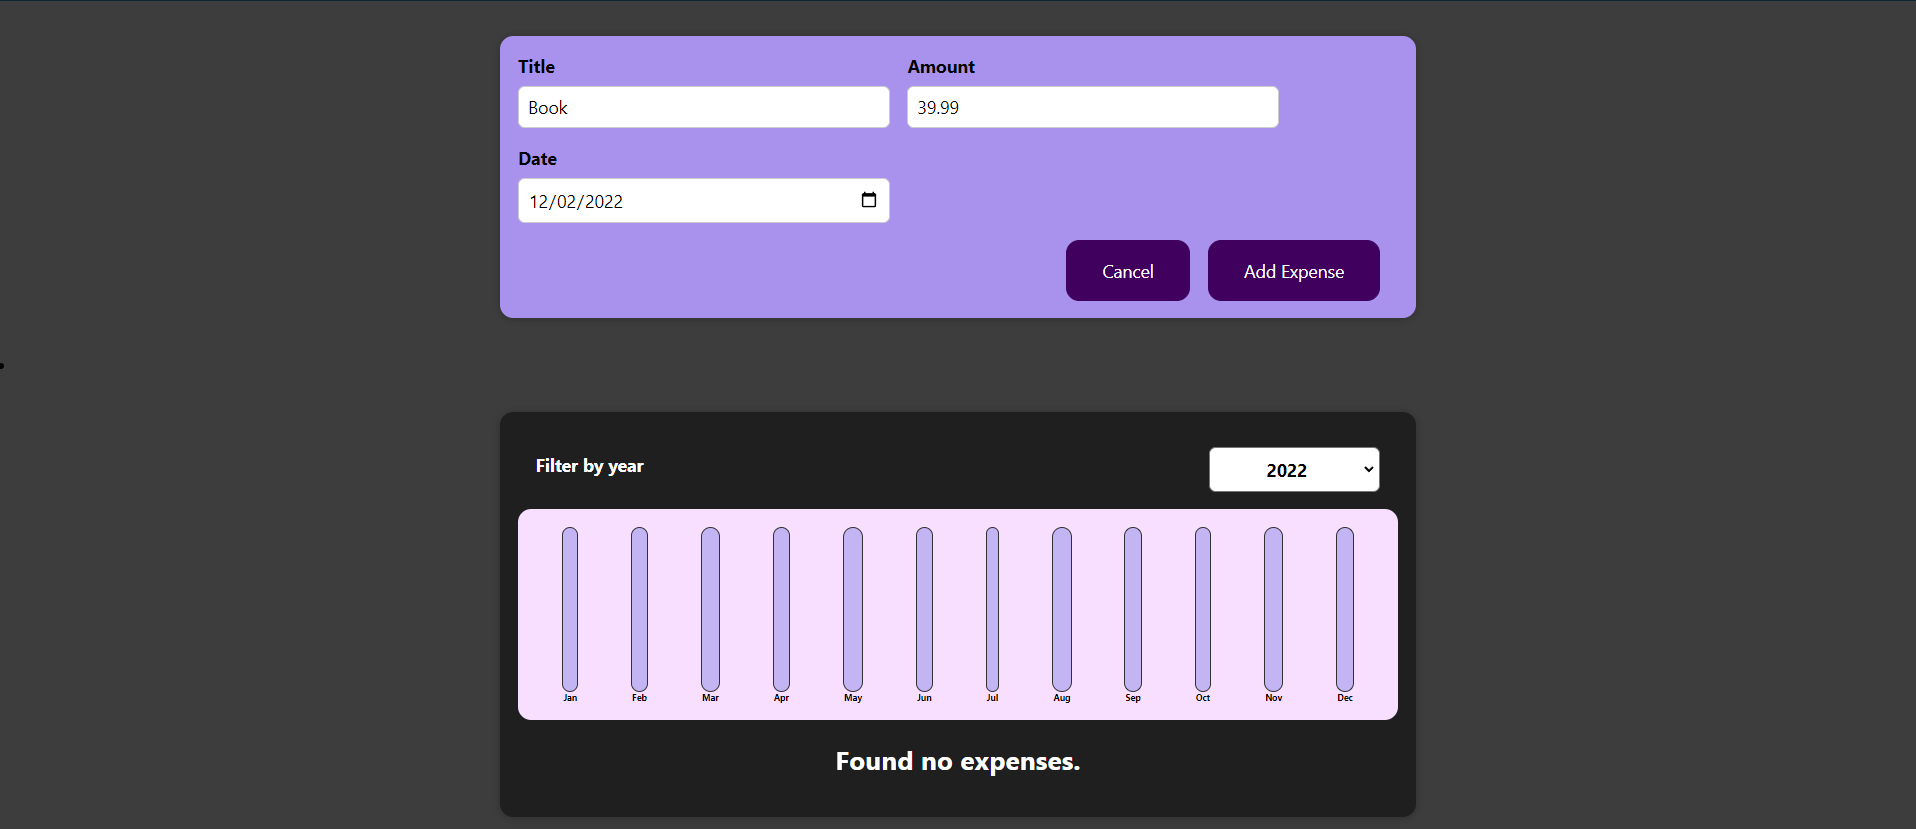 Title Amount
Book 39.99
Date
12/02/2022
Cancel Add Expense
Filter by year 2022
Jan Feb Mar Apr May Jun Jul Aug Sep Oct Nov Dec
Found no expenses.